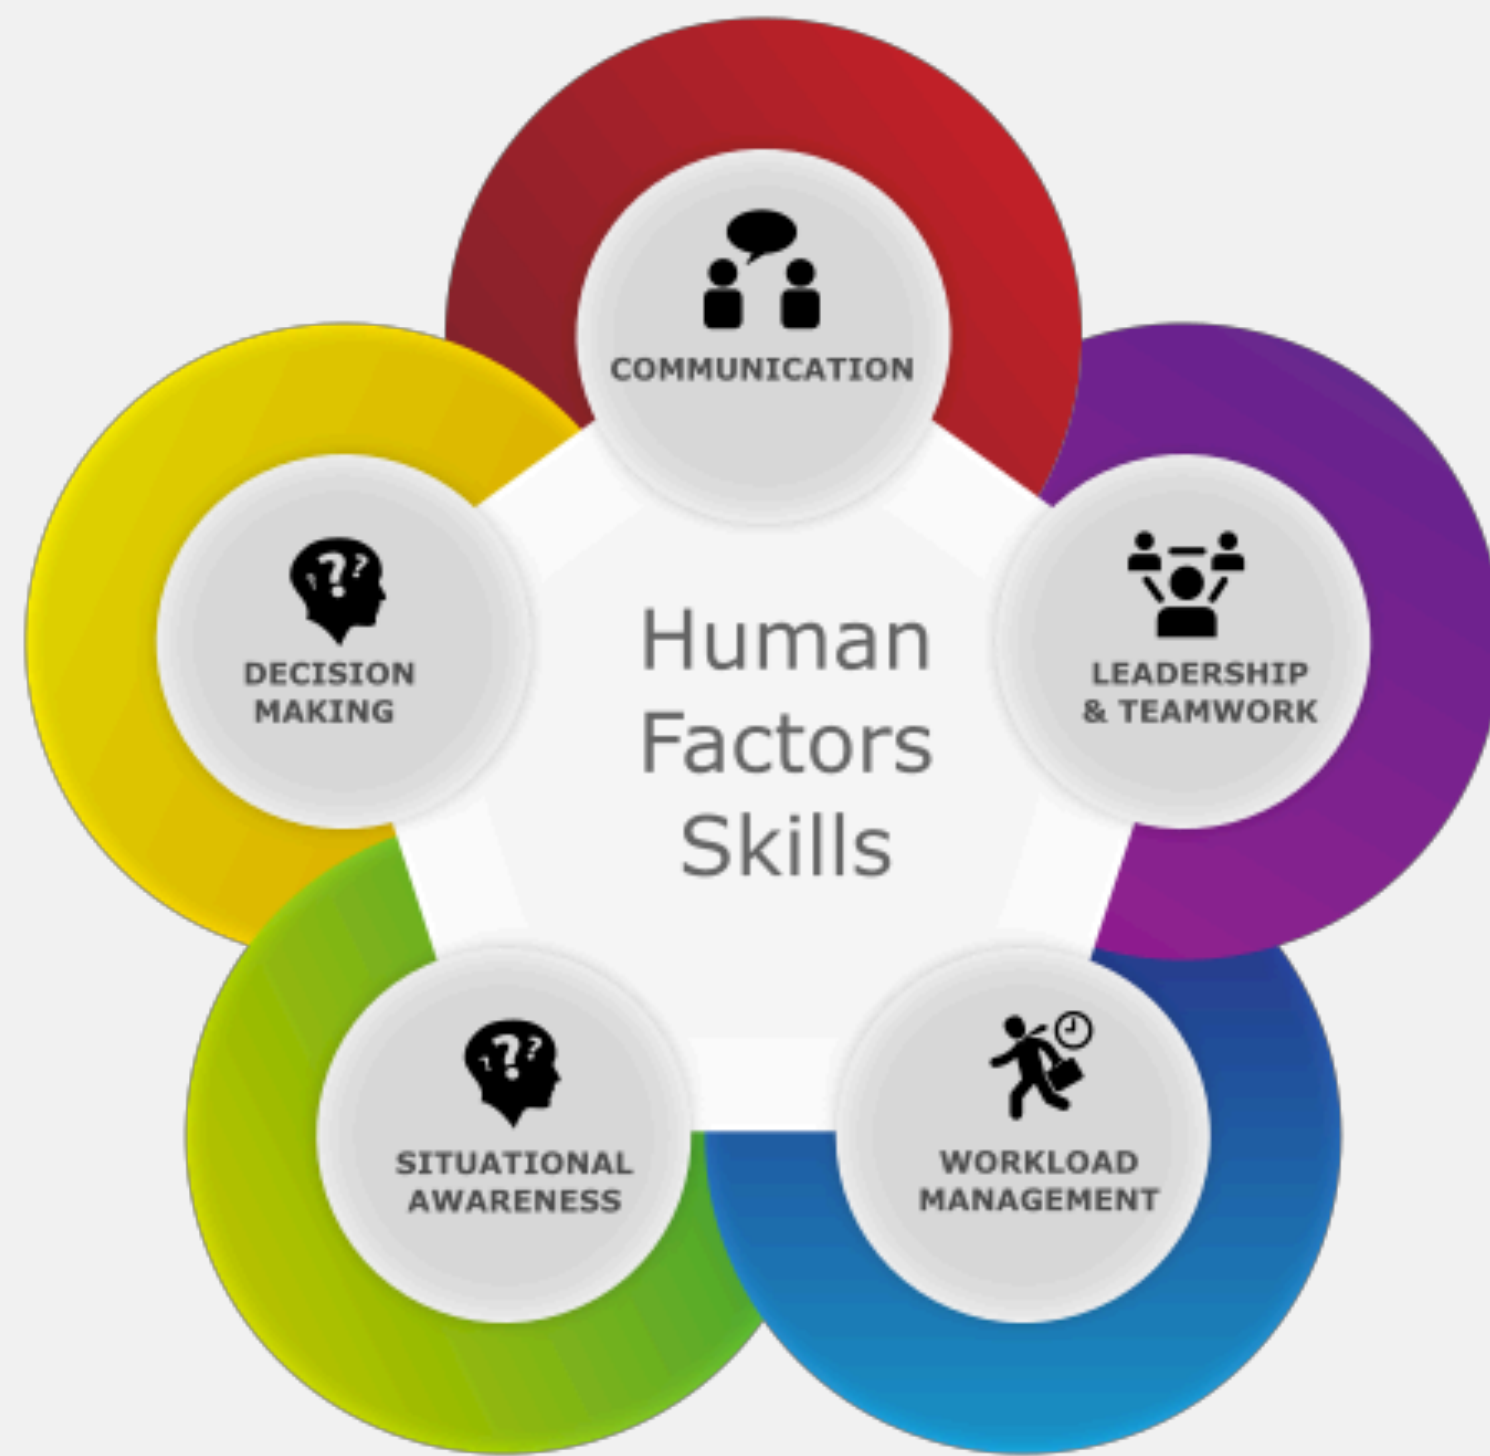 COMMUNICATION
DECISION
MAKING
Human
Factors
Skills
LEADERSHIP
& TEAMWORK
SITUATIONAL
AWARENESS
WORKLOAD
MANAGEMENT